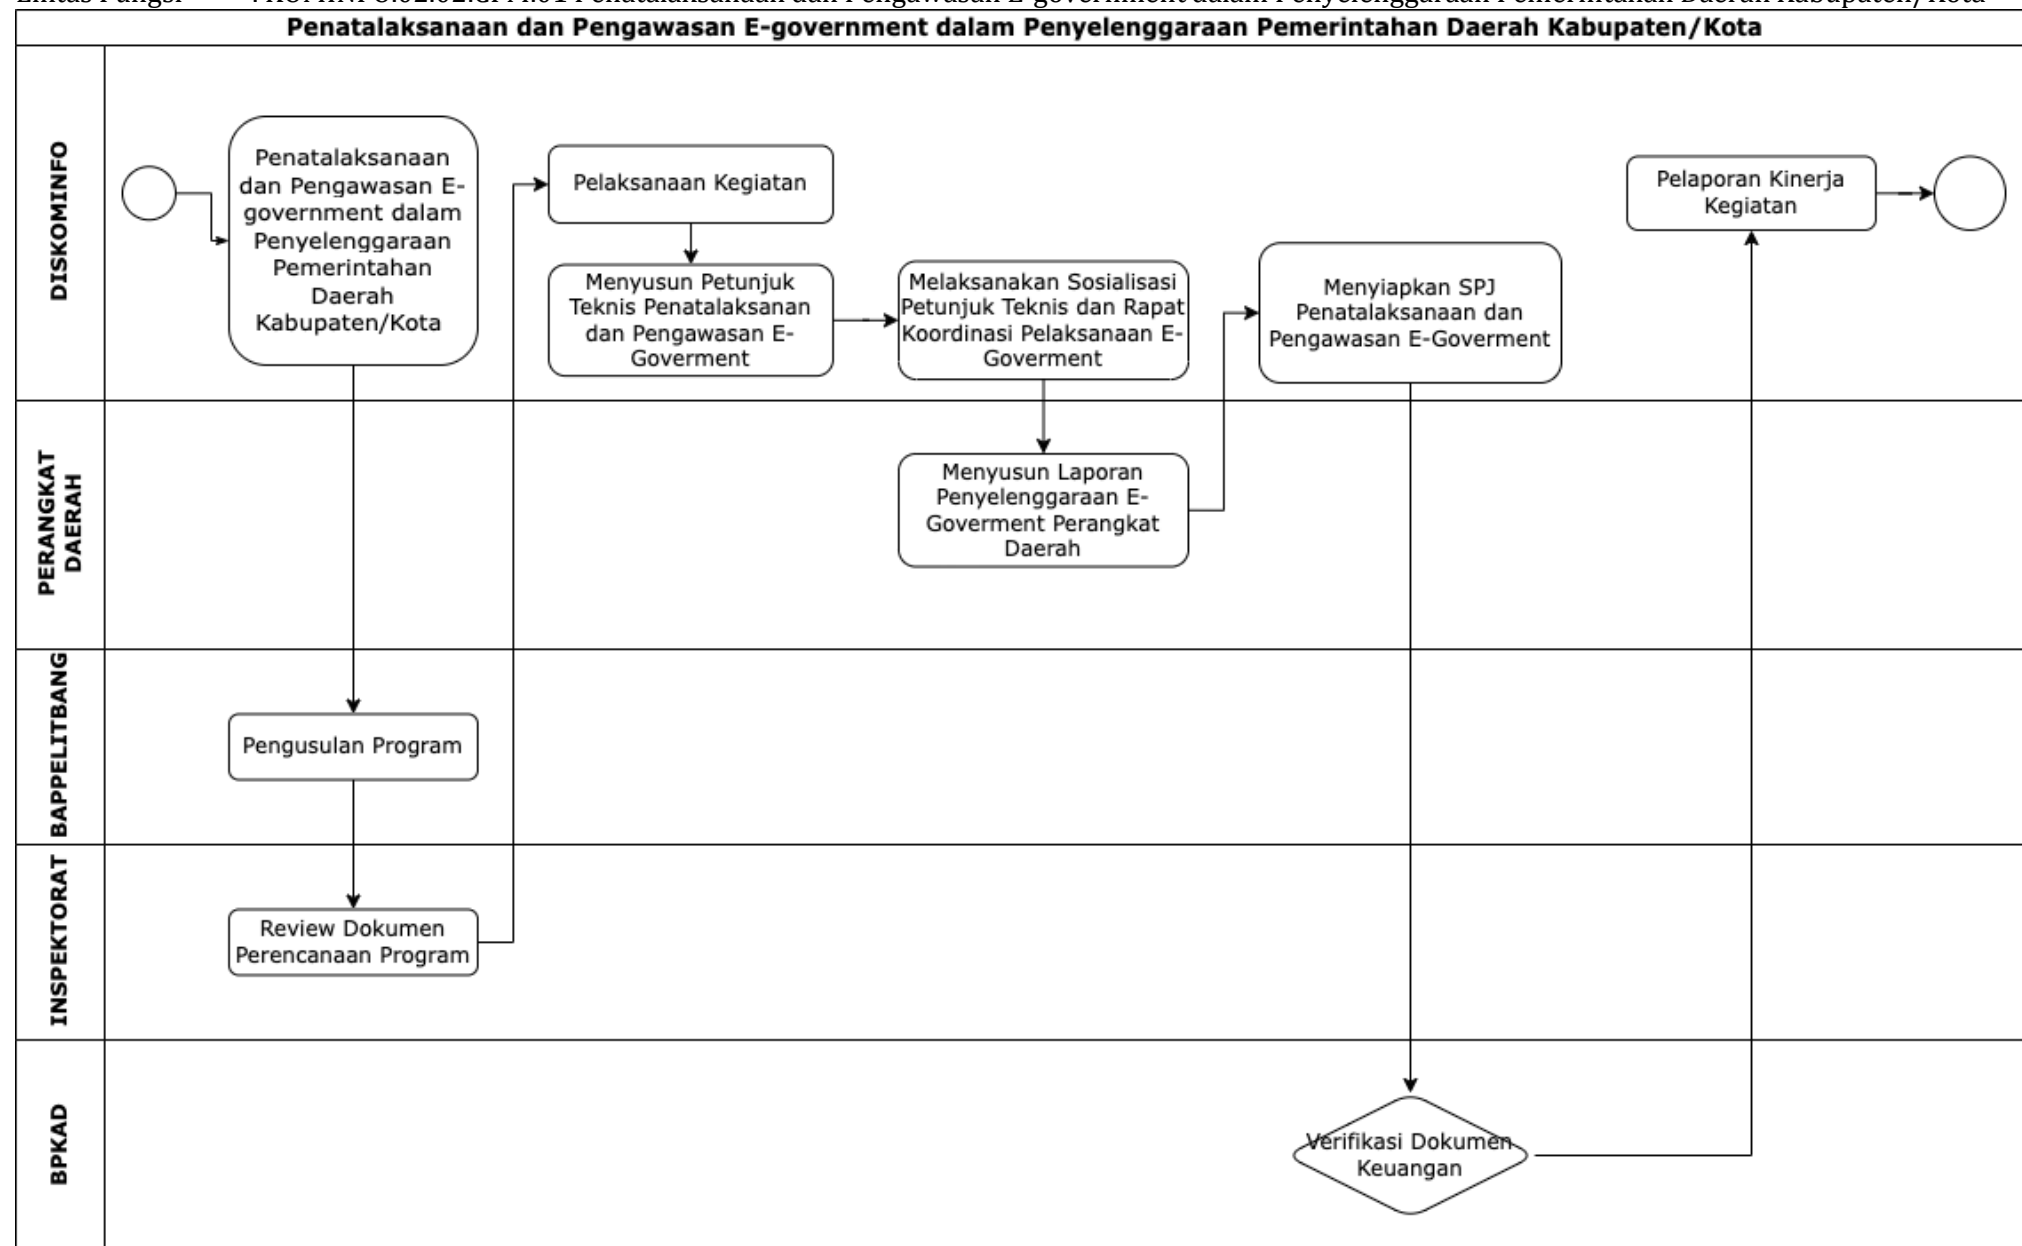 Penatalaksanaan dan Pengawasan E-government dalam Penyelenggaraan Pemerintahan Daerah Kabupaten/Kota
DISKOMINFO
Penatalaksanaan
dan Pengawasan E-
government dalam
Penyelenggaraan
Pemerintahan
Daerah
Kabupaten/Kota
Pelaksanaan Kegiatan
Menyusun Petunjuk
Teknis Penatalaksanan
dan Pengawasan E-
Goverment
Melaksanakan Sosialisasi
Petunjuk Teknis dan Rapat
Koordinasi Pelaksanaan E-
Goverment
Menyiapkan SPJ
Penatalaksanaan dan
Pengawasan E-Goverment
Pelaporan Kinerja
Kegiatan
PERANGKAT
DAERAH
Menyusun Laporan
Penyelenggaraan E-
Goverment Perangkat
Daerah
BAPPELITBANG
Pengusulan Program
INSPEKTORAT
Review Dokumen
Perencanaan Program
BPKAD
Verifikasi Dokumen
Keuangan